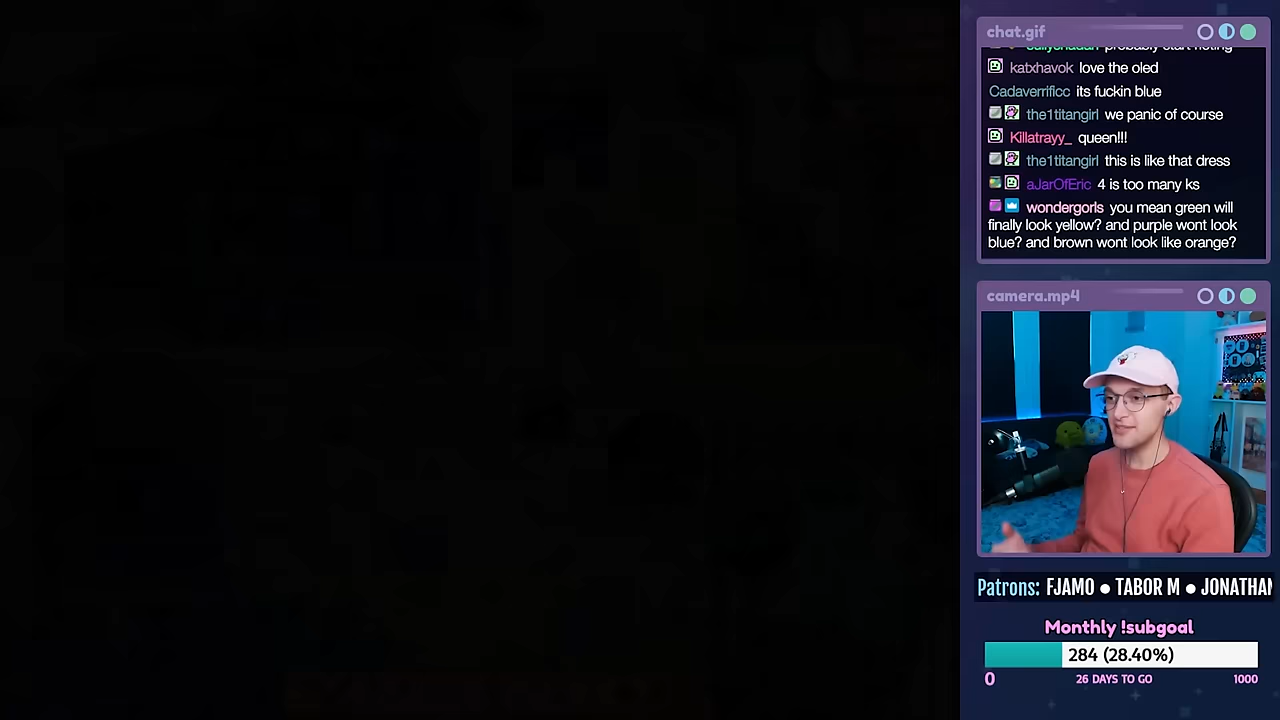 chat.gif
probably start rioting
katxhavok love the oled
Cadaverrificc its fuckin blue
the1titangirl we panic of course
Killatrayy_ queen!!!
the1titangirl this is like that dress
aJarOfEric 4 is too many ks
wondergorls you mean green will
finally look yellow? and purple wont look
blue? and brown wont look like orange?
camera.mp4
Patrons: FJAMO ● TABOR M ● JONATHAN
Monthly !subgoal
284 (28.40%)
0 26 DAYS TO GO 1000